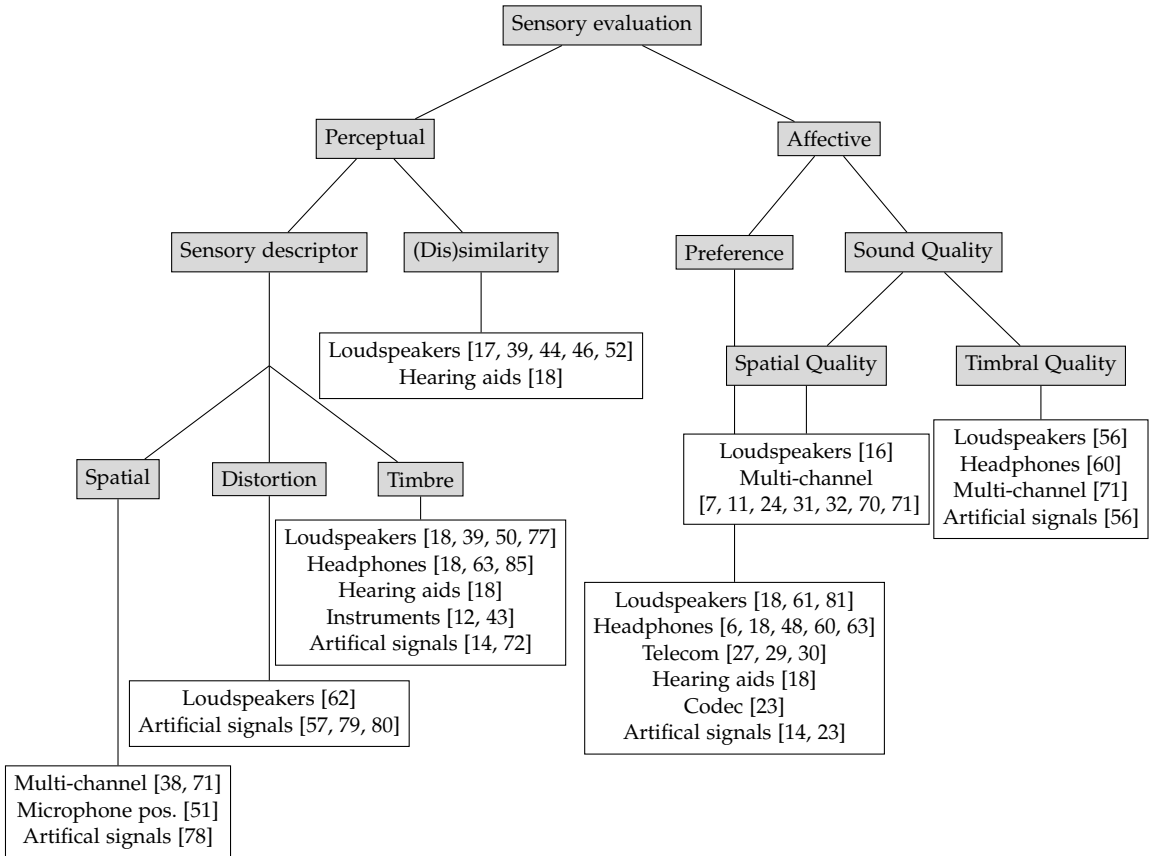 Sensory evaluation
Perceptual
Affective
Sensory descriptor
(Dis)similarity
Preference
Sound Quality
Loudspeakers [17, 39, 44, 46, 52]
Hearing aids [18]
Spatial Quality
Timbral Quality
Loudspeakers [16]
Multi-channel
[7, 11, 24, 31, 32, 70, 71]
Loudspeakers [56]
Headphones [60]
Multi-channel [71]
Artificial signals [56]
Spatial
Distortion
Timbre
Loudspeakers [18, 39, 50, 77]
Headphones [18, 63, 85]
Hearing aids [18]
Instruments [12, 43]
Artifical signals [14, 72]
Loudspeakers [18, 61, 81]
Headphones [6, 18, 48, 60, 63]
Telecom [27, 29, 30]
Hearing aids [18]
Codec [23]
Artifical signals [14, 23]
Loudspeakers [62]
Artificial signals [57, 79, 80]
Multi-channel [38, 71]
Microphone pos. [51]
Artifical signals [78]